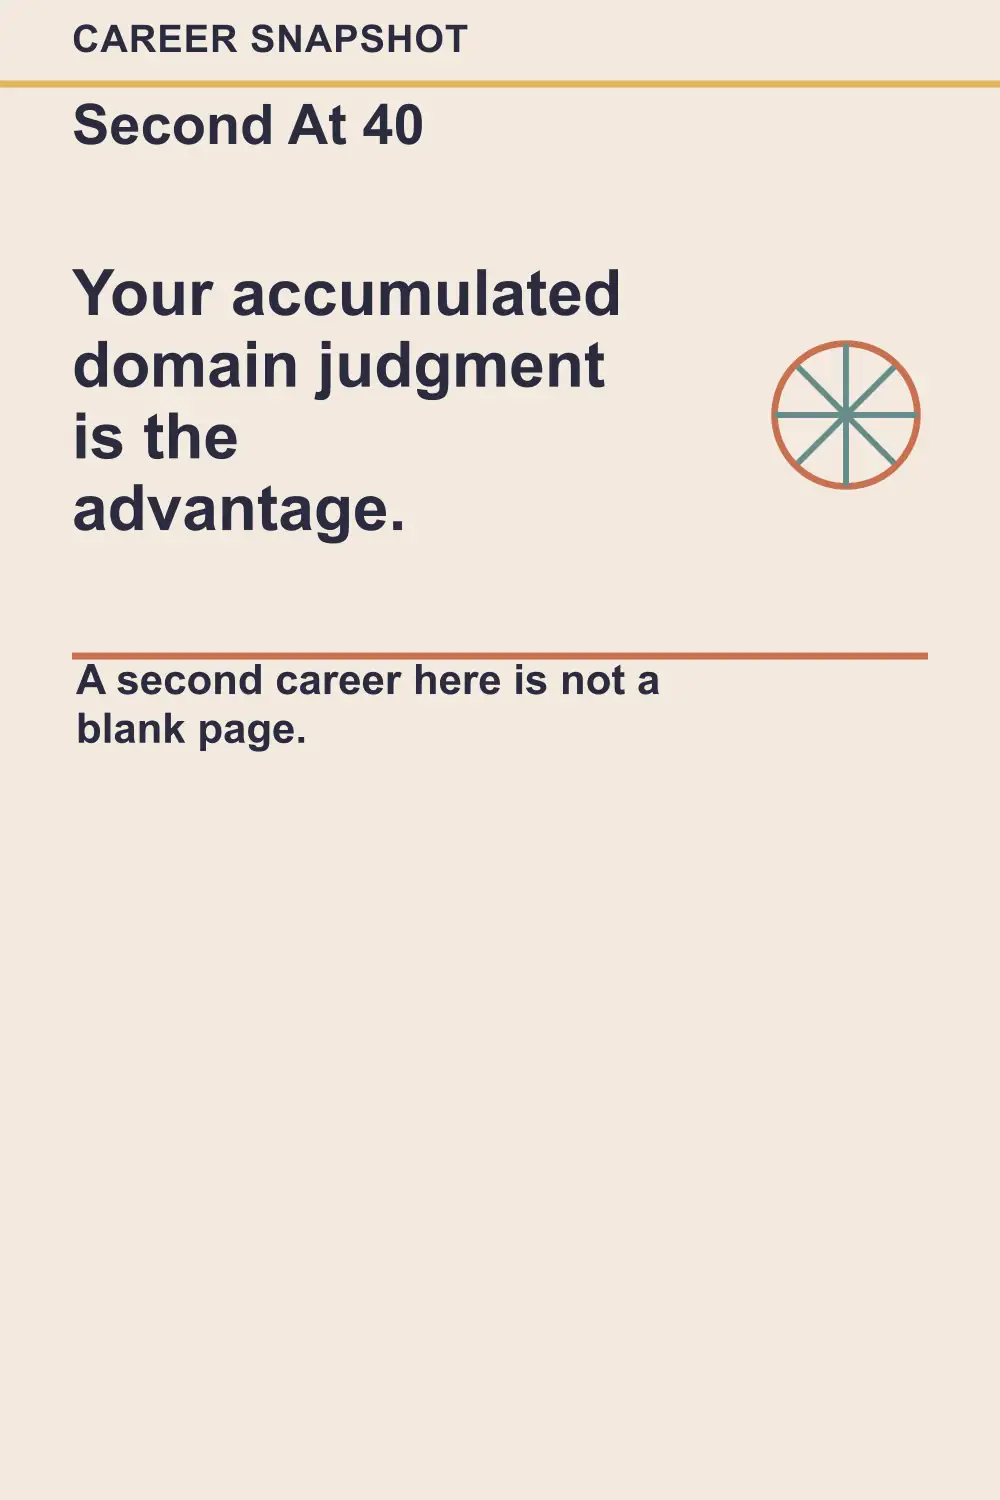 CAREER SNAPSHOT
Second At 40
Your accumulated
domain judgment
is the
advantage.
A second career here is not a
blank page.